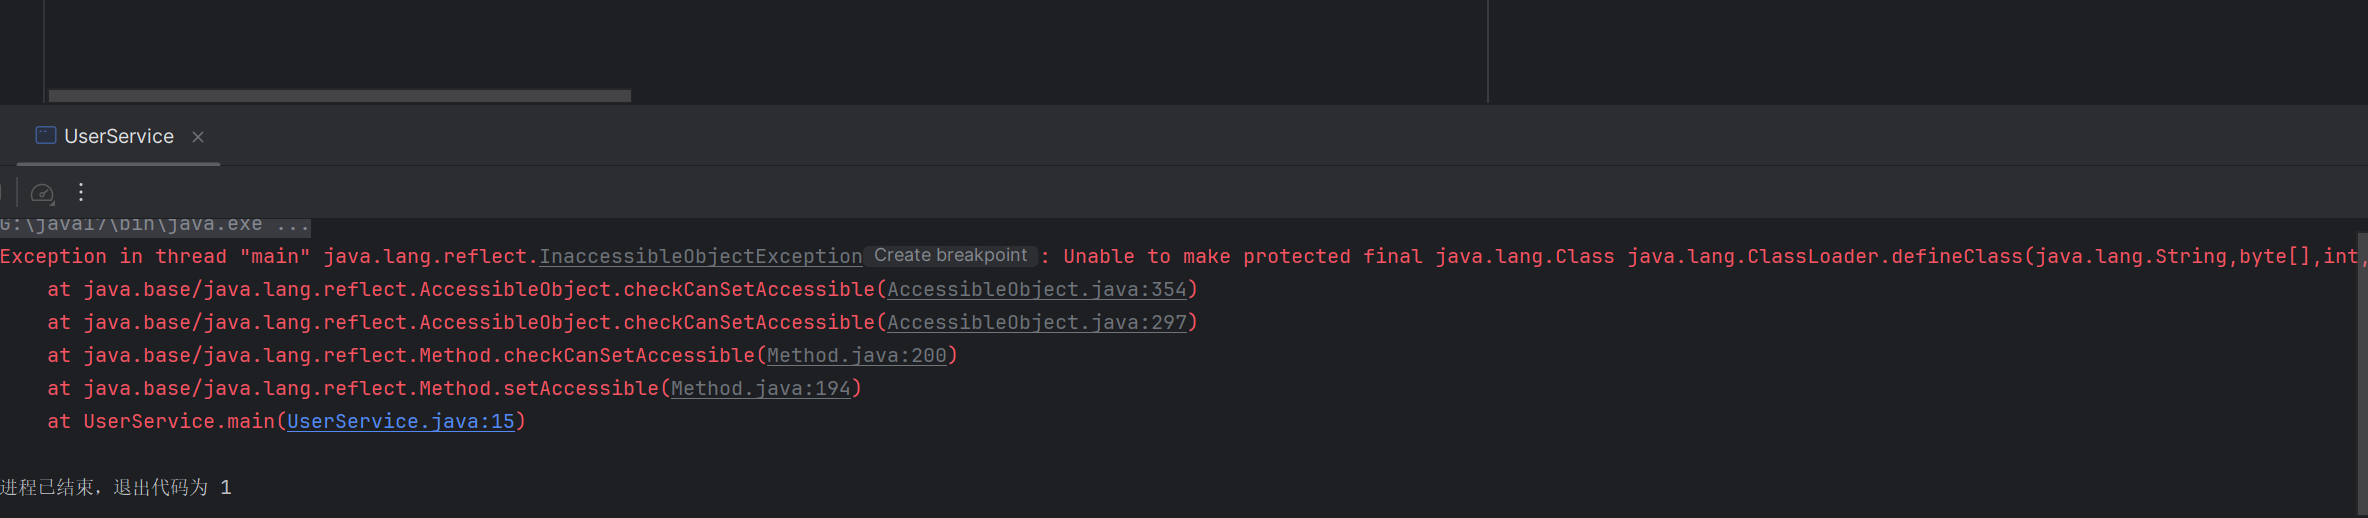 UserService
G:\java17\bin\java.exe ...
Exception in thread "main" java.lang.reflect.InaccessibleObjectException Create breakpoint : Unable to make protected final java.lang.Class java.lang.ClassLoader.defineClass(java.lang.String,byte[],int,
at java.base/java.lang.reflect.AccessibleObject.checkCanSetAccessible(AccessibleObject.java:354)
at java.base/java.lang.reflect.AccessibleObject.checkCanSetAccessible(AccessibleObject.java:297)
at java.base/java.lang.reflect.Method.checkCanSetAccessible(Method.java:200)
at java.base/java.lang.reflect.Method.setAccessible(Method.java:194)
at UserService.main(UserService.java:15)
进程已结束，退出代码为 1